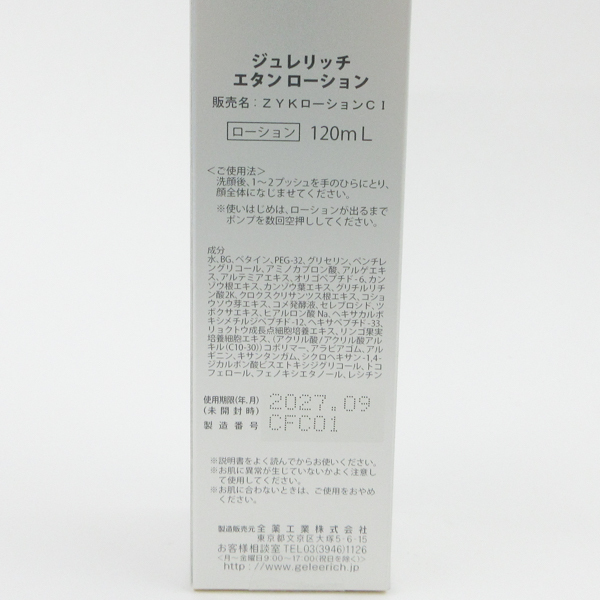 ジュレリッチ
エタン ローション
販売名：ＺＹＫローションＣＩ
ローション 120mL
＜ご使用法＞
洗顔後、1～2プッシュを手のひらにとり、
顔全体になじませてください。
※使いはじめは、ローションが出るまで
ポンプを数回空押ししてください。
成分
水、BG、ベタイン、PEG-32、グリセリン、ペンチレ
ングリコール、アミノカプロン酸、アルゲエキ
ス、アルテミアエキス、オリゴペプチド-6、カン
ゾウ根エキス、カンゾウ葉エキス、グリチルリチ
ン酸2K、クロクスクリサンツス根エキス、コショ
ウソウ芽エキス、コメ発酵液、セレブロシド、ツ
ボクサエキス、ヒアルロン酸Na、ヘキサカルボ
キシメチルジペプチド-12、ヘキサペプチド-33、
リョクトウ成長点細胞培養エキス、リンゴ果実
培養細胞エキス、(アクリル酸/アクリル酸アル
キル(C10-30))コポリマー、アラビアゴム、アル
ギニン、キサンタンガム、シクロヘキサン-1,4-
ジカルボン酸ビスエトキシジグリコール、トコ
フェロール、フェノキシエタノール、レシチン
使用期限(年、月) 2027.09
(未開封時)
製造番号 CFC01
※説明書をよく読んでからお使いください。
※お肌に異常が生じていないかよく注意し
て使用してください。
※お肌に合わないときは、ご使用をおやめ
ください。
製造販売元 全薬工業株式会社
東京都文京区大塚5-6-15
お客様相談室 TEL03(3946)1126
<月～金曜日9:00～17:00(祝日を除く)>
http://www.geleerich.jp